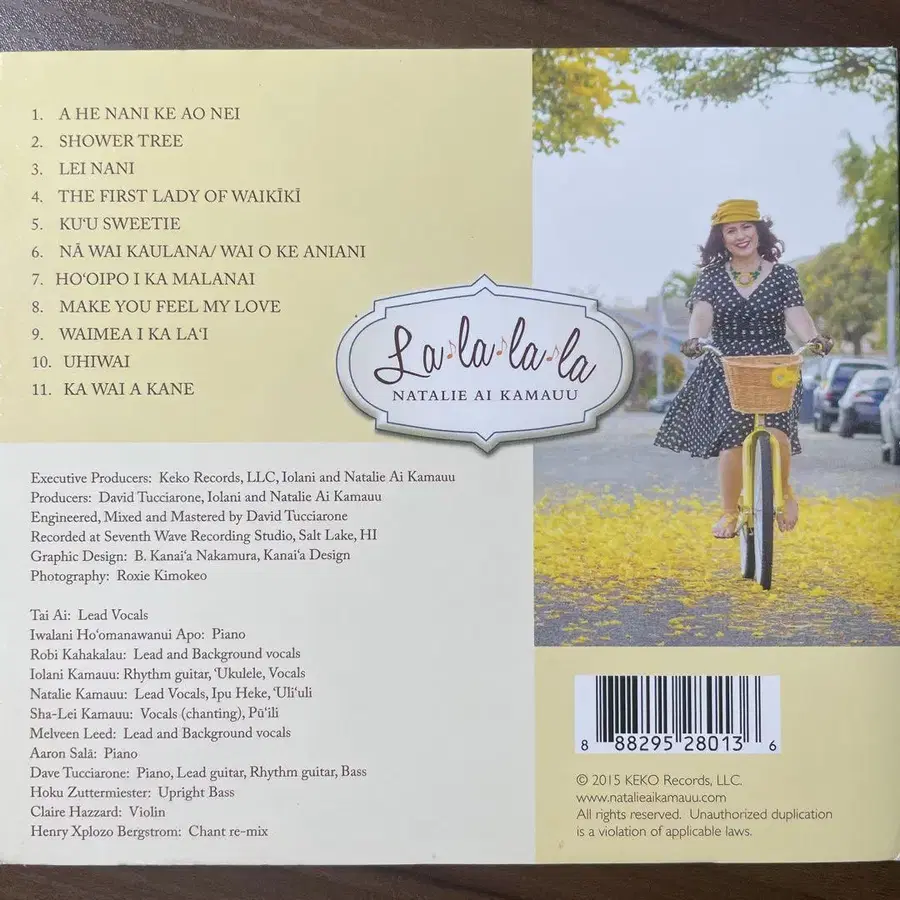 1. A HE NANI KE AO NEI
2. SHOWER TREE
3. LEI NANI
4. THE FIRST LADY OF WAIKĪKĪ
5. KUʻU SWEETIE
6. NĀ WAI KAULANA/ WAI O KE ANIANI
7. HOʻOIPO I KA MALANAI
8. MAKE YOU FEEL MY LOVE
9. WAIMEA I KA LAʻI
10. UHIWAI
11. KA WAI A KANE
La la la la
NATALIE AI KAMAUU
Executive Producers: Keko Records, LLC, Iolani and Natalie Ai Kamauu
Producers: David Tucciarone, Iolani and Natalie Ai Kamauu
Engineered, Mixed and Mastered by David Tucciarone
Recorded at Seventh Wave Recording Studio, Salt Lake, HI
Graphic Design: B. Kanaiʻa Nakamura, Kanaiʻa Design
Photography: Roxie Kimokeo
Tai Ai: Lead Vocals
Iwalani Hoʻomanawanui Apo: Piano
Robi Kahakalau: Lead and Background vocals
Iolani Kamauu: Rhythm guitar, ʻUkulele, Vocals
Natalie Kamauu: Lead Vocals, Ipu Heke, ʻUliʻuli
Sha-Lei Kamauu: Vocals (chanting), Pūʻili
Melveen Leed: Lead and Background vocals
Aaron Salā: Piano
Dave Tucciarone: Piano, Lead guitar, Rhythm guitar, Bass
Hoku Zuttermiester: Upright Bass
Claire Hazzard: Violin
Henry Xplozo Bergstrom: Chant re-mix
8 88295 28013 6
© 2015 KEKO Records, LLC.
www.natalieaikamauu.com
All rights reserved. Unauthorized duplication
is a violation of applicable laws.